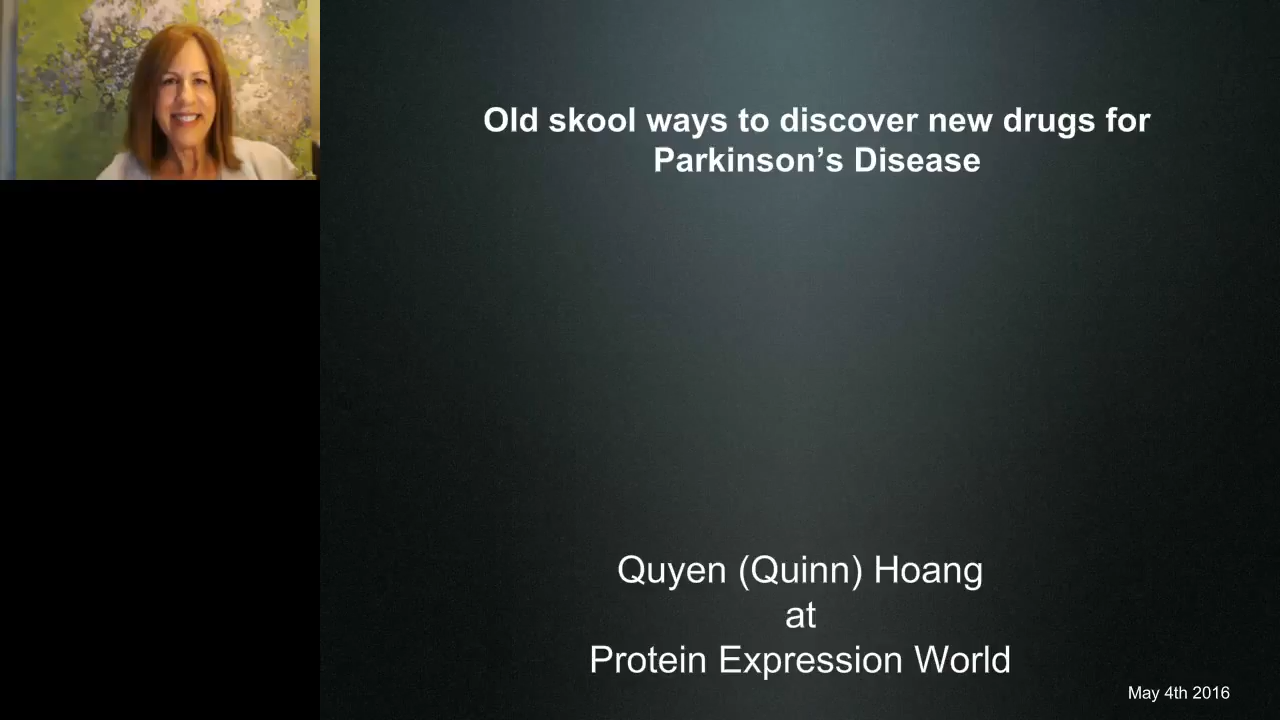 Old skool ways to discover new drugs for
Parkinson’s Disease
Quyen (Quinn) Hoang
at
Protein Expression World
May 4th 2016